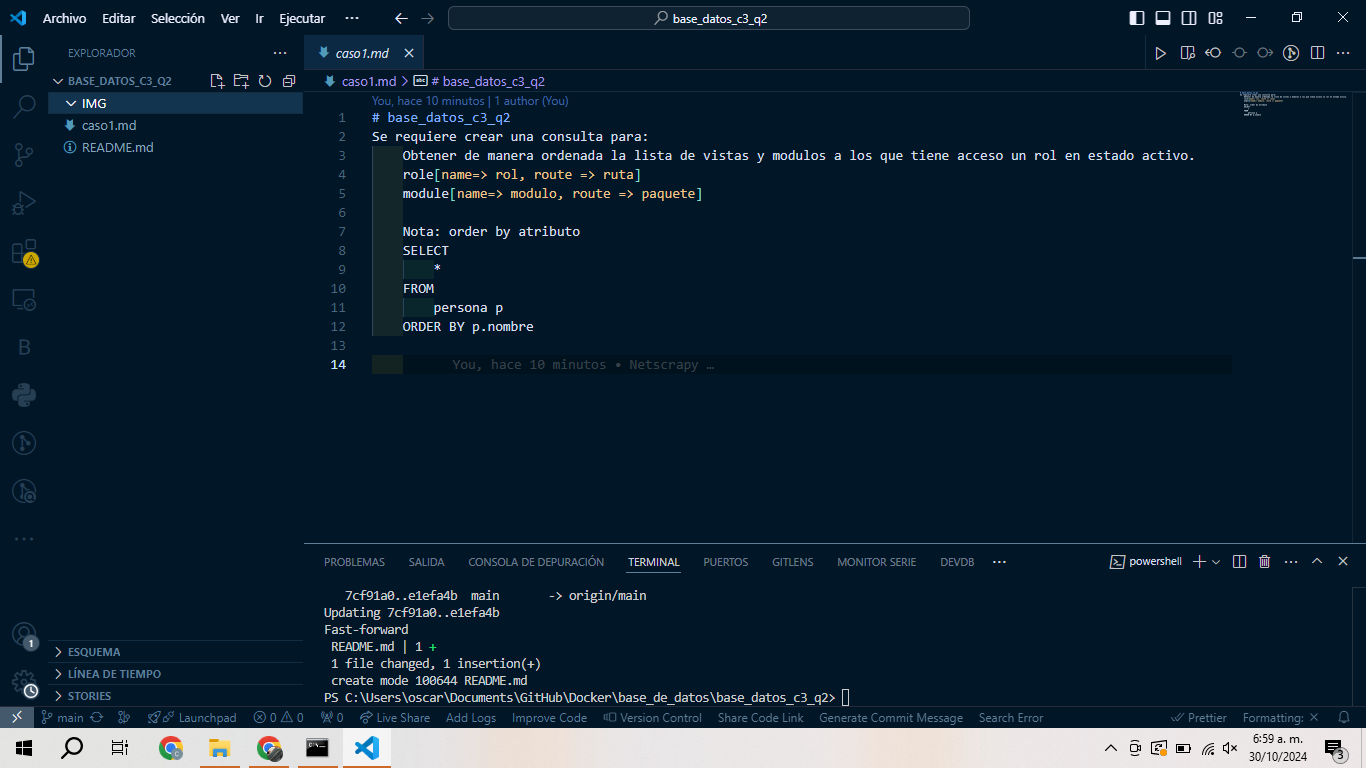 Archivo Editar Selección Ver Ir Ejecutar ···
base_datos_c3_q2
EXPLORADOR
BASE_DATOS_C3_Q2
IMG
caso1.md
README.md
ESQUEMA
LÍNEA DE TIEMPO
STORIES
caso1.md
caso1.md > # base_datos_c3_q2
You, hace 10 minutos | 1 author (You)
1 # base_datos_c3_q2
2 Se requiere crear una consulta para:
3 Obtener de manera ordenada la lista de vistas y modulos a los que tiene acceso un rol en estado activo.
4 role[name=> rol, route => ruta]
5 module[name=> modulo, route => paquete]
6
7 Nota: order by atributo
8 SELECT
9 *
10 FROM
11 persona p
12 ORDER BY p.nombre
13
14 You, hace 10 minutos • Netscrapy …
PROBLEMAS SALIDA CONSOLA DE DEPURACIÓN TERMINAL PUERTOS GITLENS MONITOR SERIE DEVDB ···
powershell
7cf91a0..e1efa4b main -> origin/main
Updating 7cf91a0..e1efa4b
Fast-forward
README.md | 1 +
1 file changed, 1 insertion(+)
create mode 100644 README.md
PS C:\Users\oscar\Documents\GitHub\Docker\base_de_datos\base_datos_c3_q2>
main Launchpad 0 0 0 Live Share Add Logs Improve Code Version Control Share Code Link Generate Commit Message Search Error Prettier Formatting: ×
6:59 a. m.
30/10/2024
3